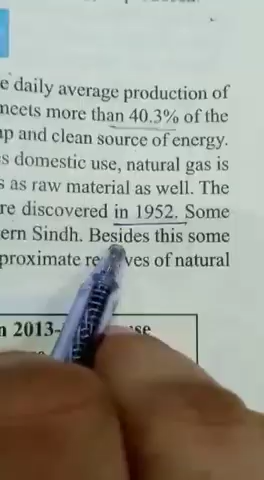 e daily average production of
meets more than 40.3% of the
ap and clean source of energy.
s domestic use, natural gas is
s as raw material as well. The
re discovered in 1952. Some
ern Sindh. Besides this some
proximate re ves of natural
n 2013- use